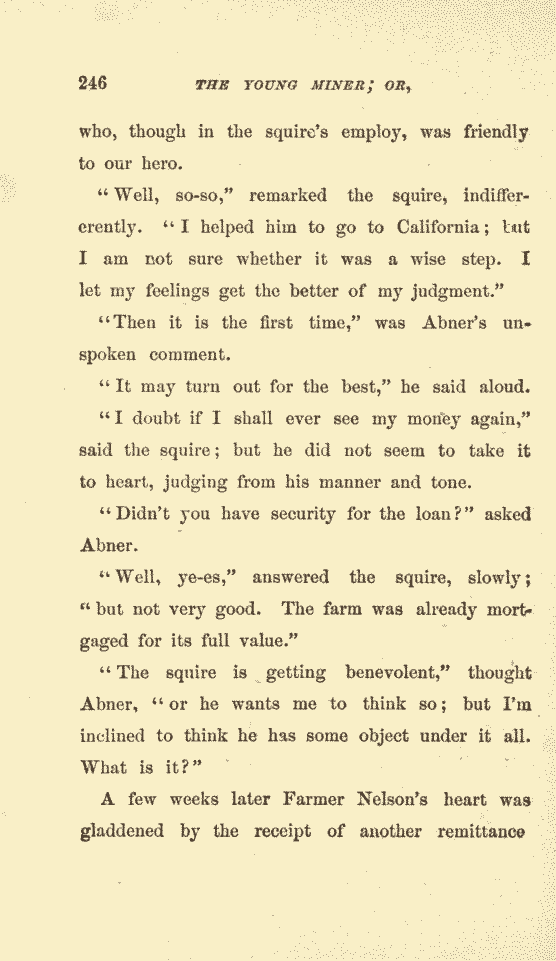 246 THE YOUNG MINER; OR,
who, though in the squire's employ, was friendly
to our hero.
“Well, so-so,” remarked the squire, indiffer-
erently. “I helped him to go to California; but
I am not sure whether it was a wise step. I
let my feelings get the better of my judgment.”
“Then it is the first time,” was Abner's un-
spoken comment.
“It may turn out for the best,” he said aloud.
“I doubt if I shall ever see my money again,”
said the squire; but he did not seem to take it
to heart, judging from his manner and tone.
“Didn't you have security for the loan?” asked
Abner.
“Well, ye-es,” answered the squire, slowly;
“but not very good. The farm was already mort-
gaged for its full value.”
“The squire is getting benevolent,” thought
Abner, “or he wants me to think so; but I'm
inclined to think he has some object under it all.
What is it?”
A few weeks later Farmer Nelson's heart was
gladdened by the receipt of another remittance